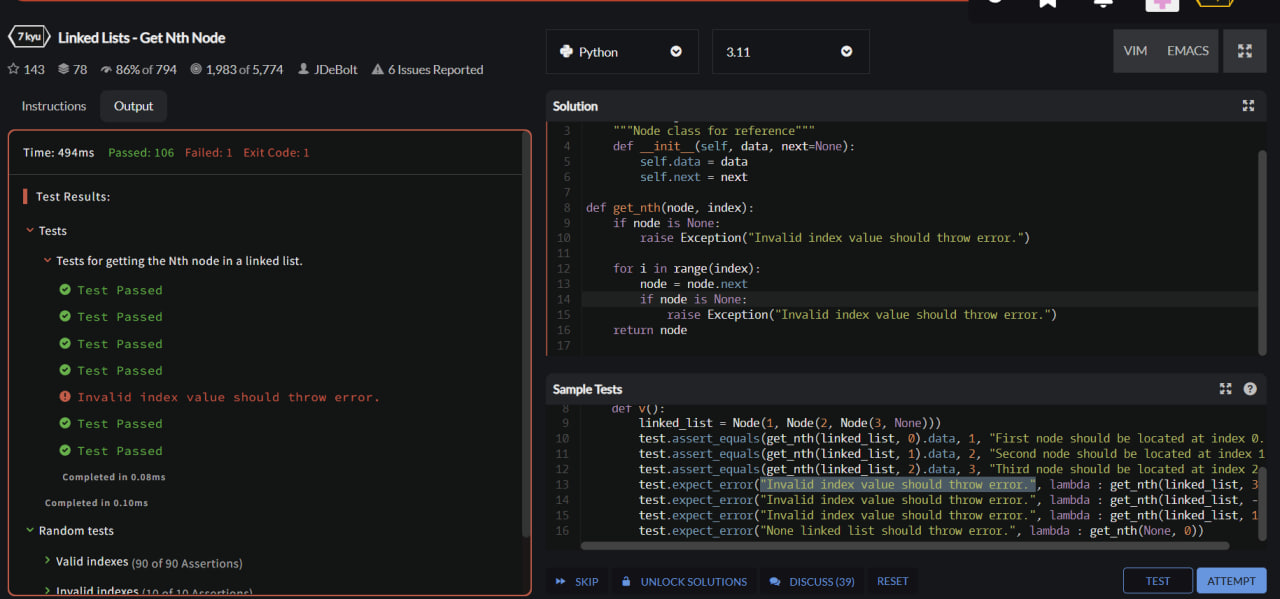 7 kyu Linked Lists - Get Nth Node
143 78 86% of 794 1,983 of 5,774 JDeBolt 6 Issues Reported
Instructions Output
Time: 494ms Passed: 106 Failed: 1 Exit Code: 1
Test Results:
Tests
Tests for getting the Nth node in a linked list.
Test Passed
Test Passed
Test Passed
Test Passed
Invalid index value should throw error.
Test Passed
Test Passed
Completed in 0.08ms
Completed in 0.10ms
Random tests
Valid indexes (90 of 90 Assertions)
Invalid indexes (10 of 10 Assertions)
Python 3.11 VIM EMACS
Solution
3 """Node class for reference"""
4 def __init__(self, data, next=None):
5 self.data = data
6 self.next = next
7
8 def get_nth(node, index):
9 if node is None:
10 raise Exception("Invalid index value should throw error.")
11
12 for i in range(index):
13 node = node.next
14 if node is None:
15 raise Exception("Invalid index value should throw error.")
16 return node
17
Sample Tests
8 def v():
9 linked_list = Node(1, Node(2, Node(3, None)))
10 test.assert_equals(get_nth(linked_list, 0).data, 1, "First node should be located at index 0.
11 test.assert_equals(get_nth(linked_list, 1).data, 2, "Second node should be located at index 1
12 test.assert_equals(get_nth(linked_list, 2).data, 3, "Third node should be located at index 2
13 test.expect_error("Invalid index value should throw error.", lambda : get_nth(linked_list, 3
14 test.expect_error("Invalid index value should throw error.", lambda : get_nth(linked_list, -
15 test.expect_error("Invalid index value should throw error.", lambda : get_nth(linked_list, 1
16 test.expect_error("None linked list should throw error.", lambda : get_nth(None, 0))
SKIP UNLOCK SOLUTIONS DISCUSS (39) RESET TEST ATTEMPT